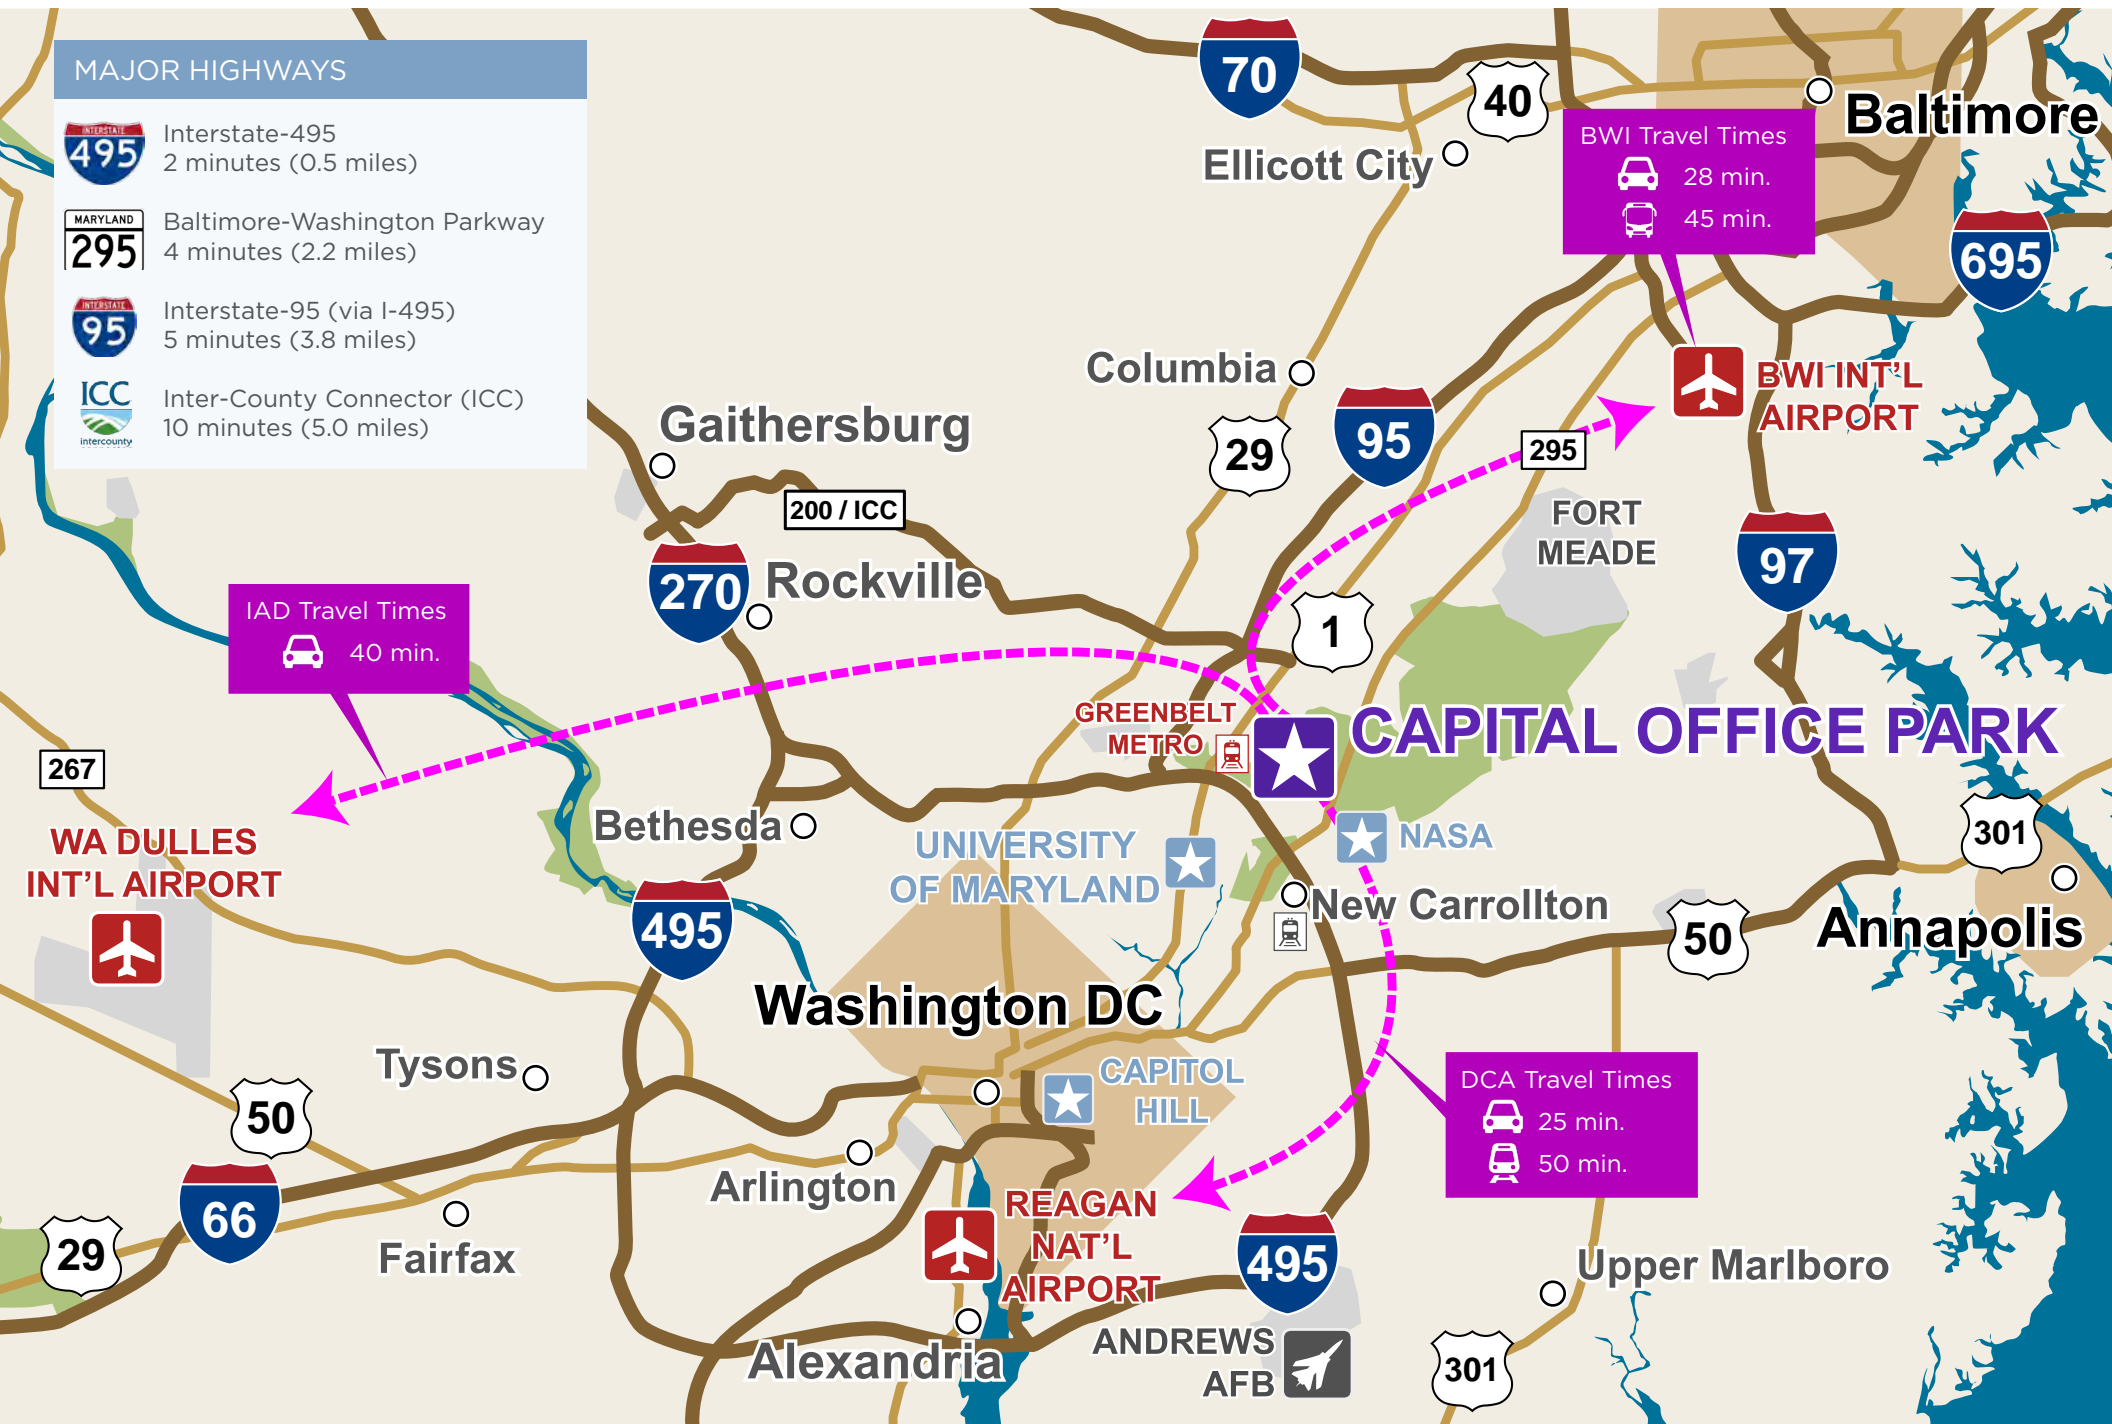 MAJOR HIGHWAYS
INTERSTATE
495
Interstate-495
2 minutes (0.5 miles)
MARYLAND
295
Baltimore-Washington Parkway
4 minutes (2.2 miles)
INTERSTATE
95
Interstate-95 (via I-495)
5 minutes (3.8 miles)
ICC
intercounty
Inter-County Connector (ICC)
10 minutes (5.0 miles)
70
40
Baltimore
Ellicott City
BWI Travel Times
28 min.
45 min.
695
Columbia
BWI INT'L
AIRPORT
Gaithersburg
29
95
295
200 / ICC
FORT
MEADE
97
270
Rockville
IAD Travel Times
40 min.
1
GREENBELT
METRO
CAPITAL OFFICE PARK
267
WA DULLES
INT'L AIRPORT
Bethesda
UNIVERSITY
OF MARYLAND
NASA
301
New Carrollton
495
50
Annapolis
Washington DC
Tysons
CAPITOL
HILL
DCA Travel Times
25 min.
50 min.
50
Arlington
66
REAGAN
NAT'L
AIRPORT
29
Fairfax
495
Upper Marlboro
Alexandria
ANDREWS
AFB
301